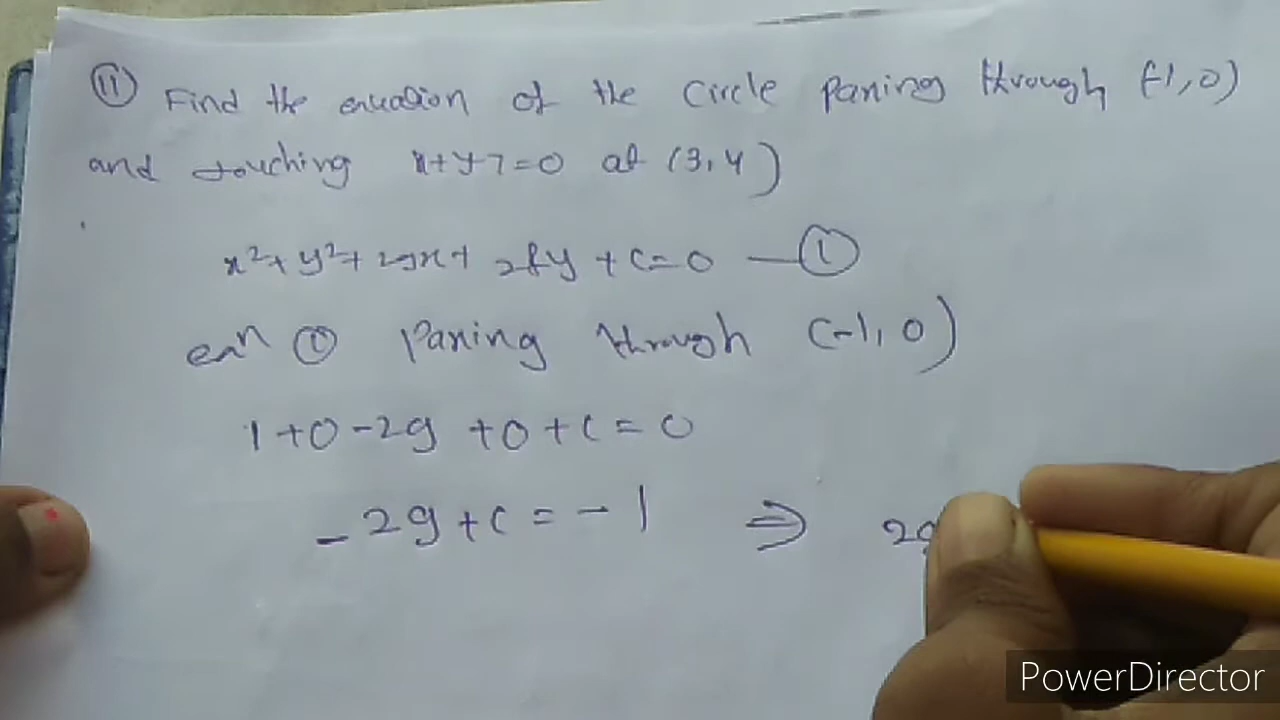 (11) Find the equation of the circle passing through (-1,0)
and touching x+y-7=0 at (3,4)
x²+y²+2gx+2fy+c=0 — (1)
eqn (1) passing through (-1,0)
1+0-2g+0+c=0
-2g+c=-1 ⇒ 2g
PowerDirector